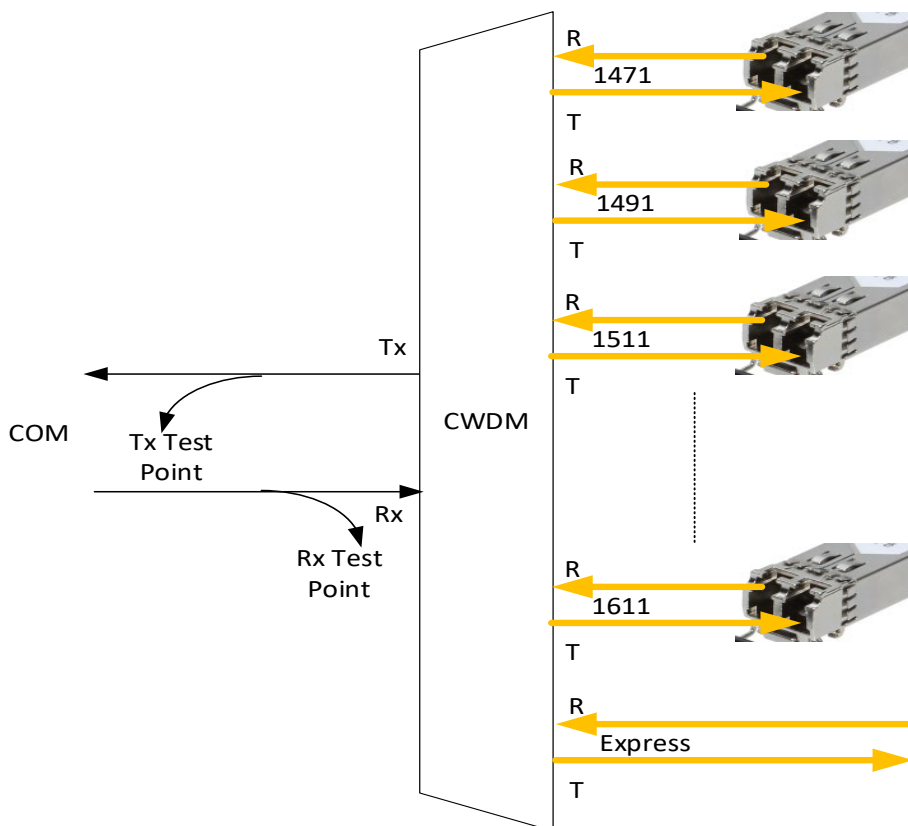 R
1471
T
R
1491
T
R
1511
T
Tx
COM
CWDM
Tx Test
Point
Rx
Rx Test
Point
R
1611
T
R
Express
T